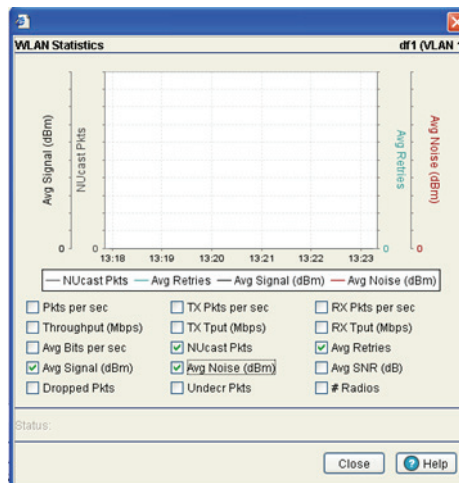 WLAN Statistics df1 (VLAN 1
Avg Signal (dBm)
NUcast Pkts
Avg Retries
Avg Noise (dBm)
0 0 0 0
13:18 13:19 13:20 13:21 13:22 13:23
NUcast Pkts Avg Retries Avg Signal (dBm) Avg Noise (dBm)
Pkts per sec TX Pkts per sec RX Pkts per sec
Throughput (Mbps) TX Tput (Mbps) RX Tput (Mbps)
Avg Bits per sec NUcast Pkts Avg Retries
Avg Signal (dBm) Avg Noise (dBm) Avg SNR (dB)
Dropped Pkts Undecr Pkts # Radios
Status:
Close Help